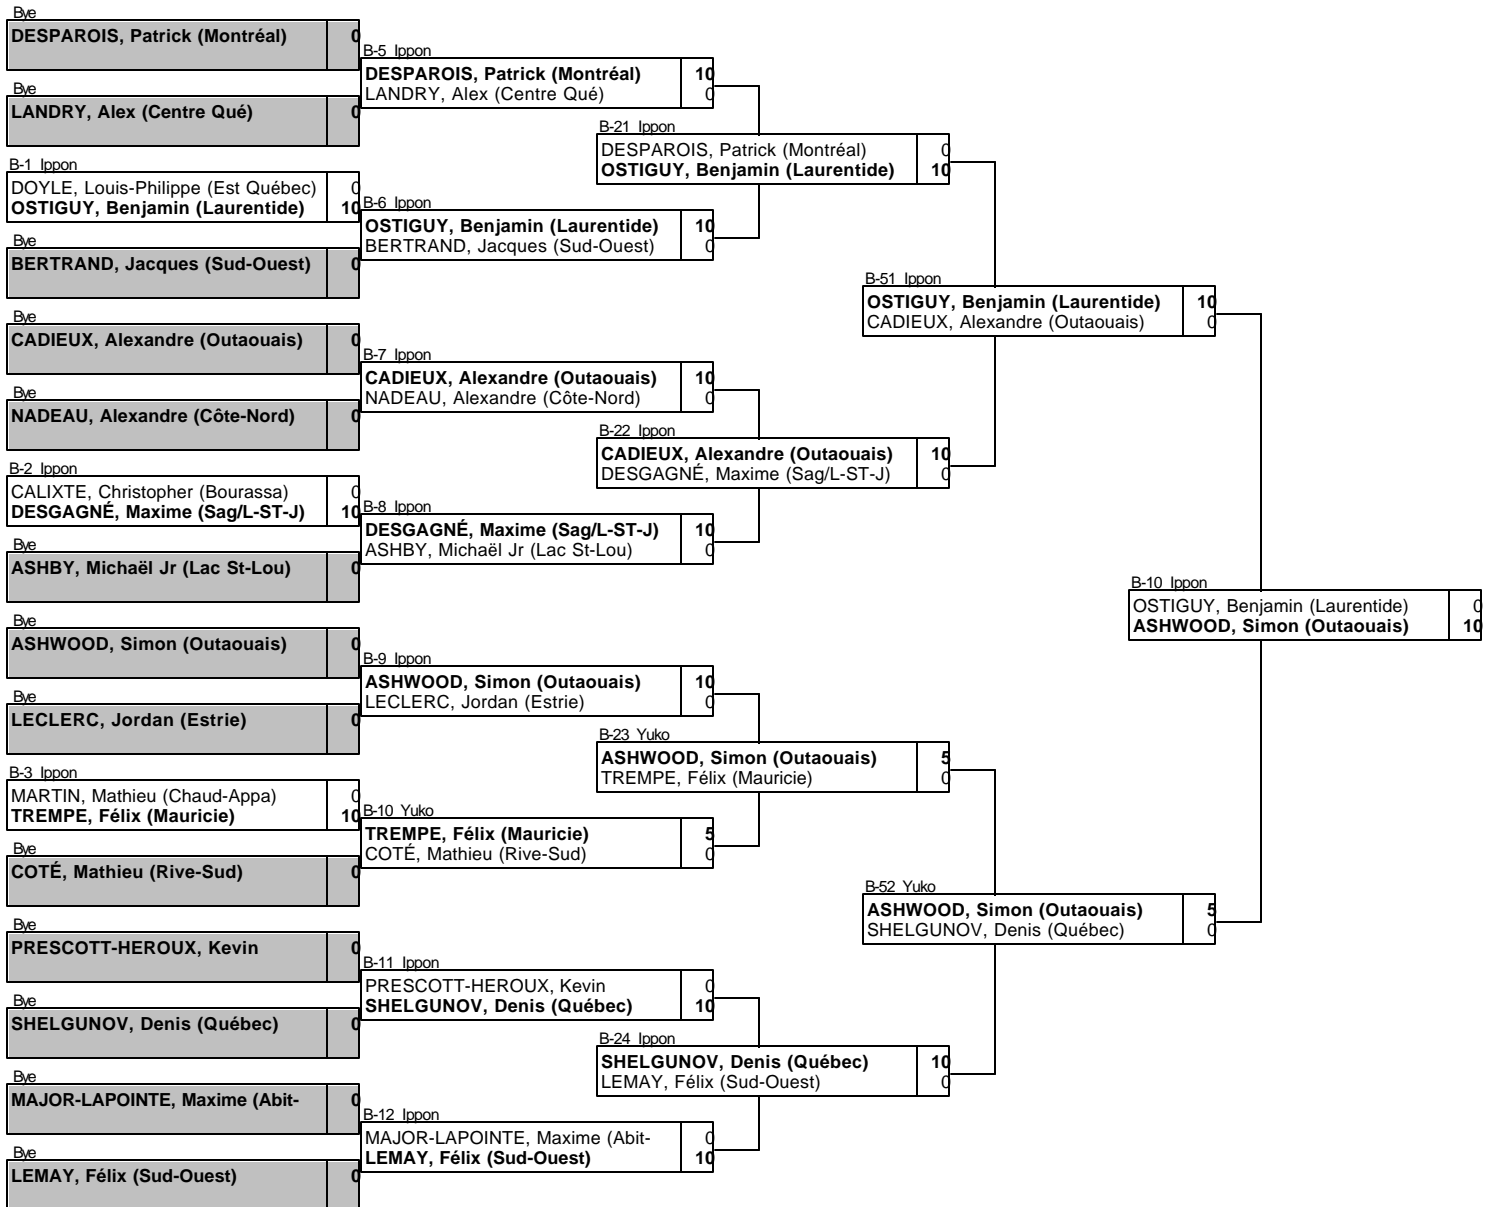 Bye
DESPAROIS, Patrick (Montréal) 0
Bye
LANDRY, Alex (Centre Qué) 0
B-1 Ippon
DOYLE, Louis-Philippe (Est Québec) 0
OSTIGUY, Benjamin (Laurentide) 10
Bye
BERTRAND, Jacques (Sud-Ouest) 0
Bye
CADIEUX, Alexandre (Outaouais) 0
Bye
NADEAU, Alexandre (Côte-Nord) 0
B-2 Ippon
CALIXTE, Christopher (Bourassa) 0
DESGAGNÉ, Maxime (Sag/L-ST-J) 10
Bye
ASHBY, Michaël Jr (Lac St-Lou) 0
Bye
ASHWOOD, Simon (Outaouais) 0
Bye
LECLERC, Jordan (Estrie) 0
B-3 Ippon
MARTIN, Mathieu (Chaud-Appa) 0
TREMPE, Félix (Mauricie) 10
Bye
COTÉ, Mathieu (Rive-Sud) 0
Bye
PRESCOTT-HEROUX, Kevin 0
Bye
SHELGUNOV, Denis (Québec) 0
Bye
MAJOR-LAPOINTE, Maxime (Abit- 0
Bye
LEMAY, Félix (Sud-Ouest) 0
B-5 Ippon
DESPAROIS, Patrick (Montréal) 10
LANDRY, Alex (Centre Qué) 0
B-6 Ippon
OSTIGUY, Benjamin (Laurentide) 10
BERTRAND, Jacques (Sud-Ouest) 0
B-7 Ippon
CADIEUX, Alexandre (Outaouais) 10
NADEAU, Alexandre (Côte-Nord) 0
B-8 Ippon
DESGAGNÉ, Maxime (Sag/L-ST-J) 10
ASHBY, Michaël Jr (Lac St-Lou) 0
B-9 Ippon
ASHWOOD, Simon (Outaouais) 10
LECLERC, Jordan (Estrie) 0
B-10 Yuko
TREMPE, Félix (Mauricie) 5
COTÉ, Mathieu (Rive-Sud) 0
B-11 Ippon
PRESCOTT-HEROUX, Kevin 0
SHELGUNOV, Denis (Québec) 10
B-12 Ippon
MAJOR-LAPOINTE, Maxime (Abit- 0
LEMAY, Félix (Sud-Ouest) 10
B-21 Ippon
DESPAROIS, Patrick (Montréal) 0
OSTIGUY, Benjamin (Laurentide) 10
B-22 Ippon
CADIEUX, Alexandre (Outaouais) 10
DESGAGNÉ, Maxime (Sag/L-ST-J) 0
B-23 Yuko
ASHWOOD, Simon (Outaouais) 5
TREMPE, Félix (Mauricie) 0
B-24 Ippon
SHELGUNOV, Denis (Québec) 10
LEMAY, Félix (Sud-Ouest) 0
B-51 Ippon
OSTIGUY, Benjamin (Laurentide) 10
CADIEUX, Alexandre (Outaouais) 0
B-52 Yuko
ASHWOOD, Simon (Outaouais) 5
SHELGUNOV, Denis (Québec) 0
B-10 Ippon
OSTIGUY, Benjamin (Laurentide) 0
ASHWOOD, Simon (Outaouais) 10